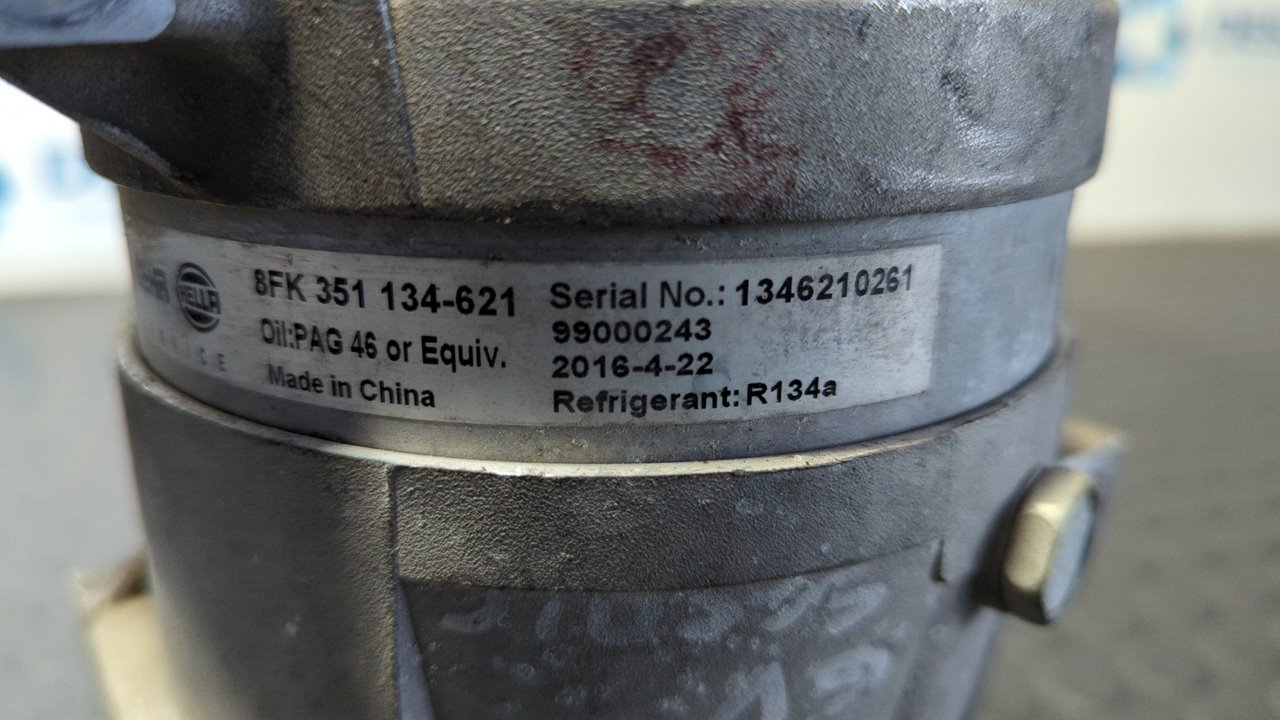 HELLA
8FK 351 134-621
Oil:PAG 46 or Equiv.
Made in China
Serial No.: 1346210261
99000243
2016-4-22
Refrigerant: R134a